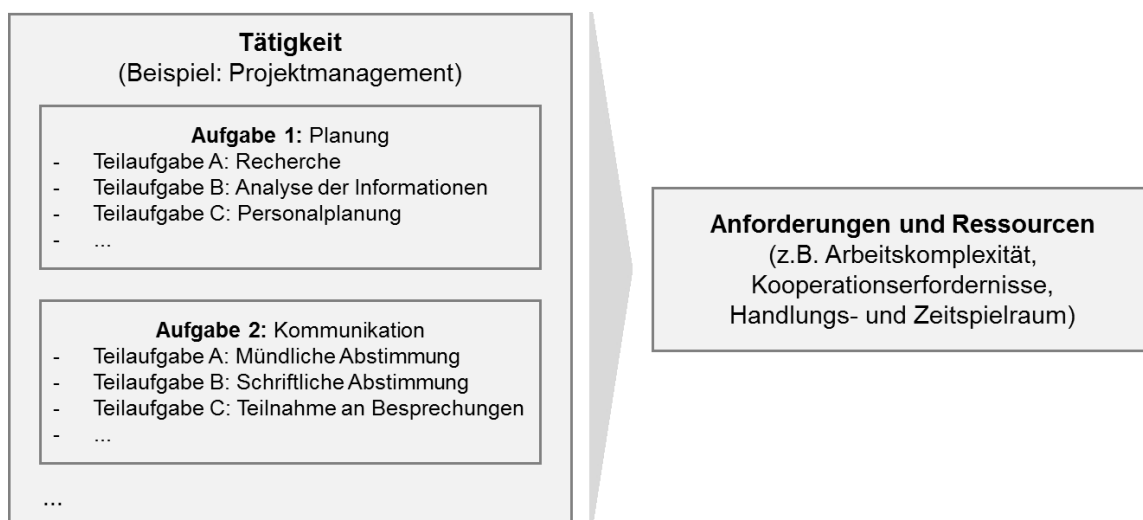 Tätigkeit
(Beispiel: Projektmanagement)
Aufgabe 1: Planung
- Teilaufgabe A: Recherche
- Teilaufgabe B: Analyse der Informationen
- Teilaufgabe C: Personalplanung
- ...
Aufgabe 2: Kommunikation
- Teilaufgabe A: Mündliche Abstimmung
- Teilaufgabe B: Schriftliche Abstimmung
- Teilaufgabe C: Teilnahme an Besprechungen
- ...
...
Anforderungen und Ressourcen
(z.B. Arbeitskomplexität,
Kooperationserfordernisse,
Handlungs- und Zeitspielraum)